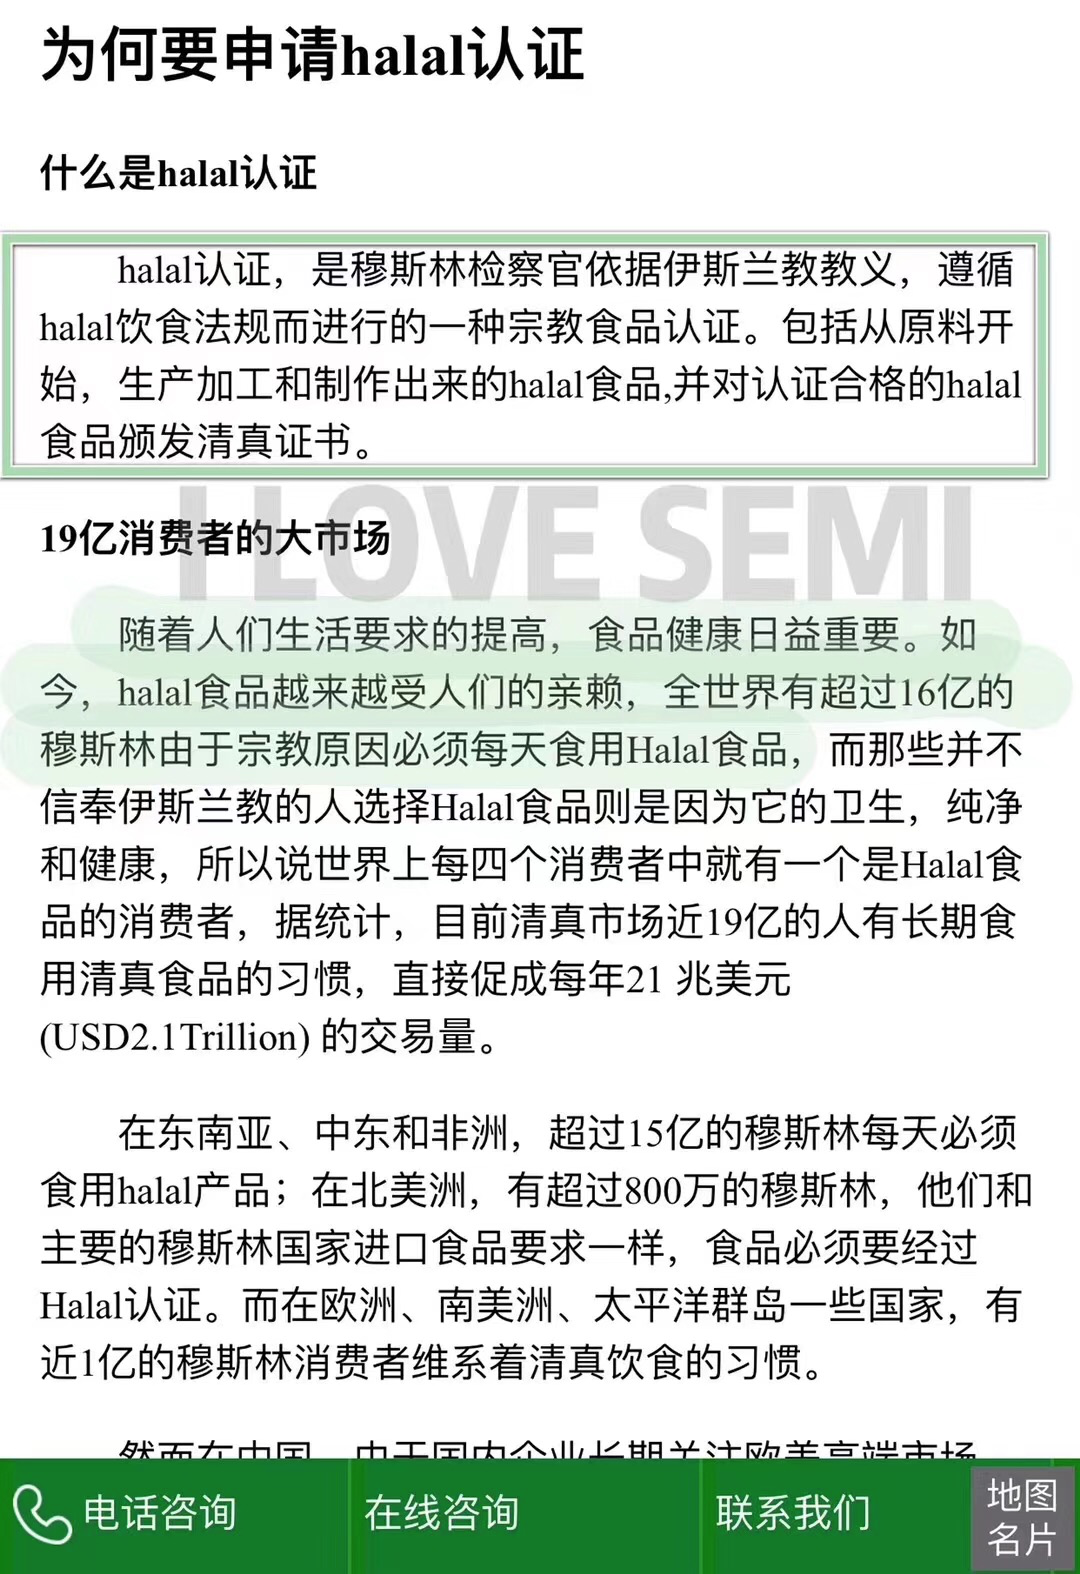 为何要申请halal认证
什么是halal认证
halal认证，是穆斯林检察官依据伊斯兰教教义，遵循
halal饮食法规而进行的一种宗教食品认证。包括从原料开
始，生产加工和制作出来的halal食品,并对认证合格的halal
食品颁发清真证书。
I LOVE SEMI
19亿消费者的大市场
随着人们生活要求的提高，食品健康日益重要。如
今，halal食品越来越受人们的亲赖，全世界有超过16亿的
穆斯林由于宗教原因必须每天食用Halal食品，而那些并不
信奉伊斯兰教的人选择Halal食品则是因为它的卫生，纯净
和健康，所以说世界上每四个消费者中就有一个是Halal食
品的消费者，据统计，目前清真市场近19亿的人有长期食
用清真食品的习惯，直接促成每年21 兆美元
(USD2.1Trillion) 的交易量。
在东南亚、中东和非洲，超过15亿的穆斯林每天必须
食用halal产品；在北美洲，有超过800万的穆斯林，他们和
主要的穆斯林国家进口食品要求一样，食品必须要经过
Halal认证。而在欧洲、南美洲、太平洋群岛一些国家，有
近1亿的穆斯林消费者维系着清真饮食的习惯。
然而在中国，由于国内企业长期关注欧美高端市场，
电话咨询
在线咨询
联系我们
地图
名片